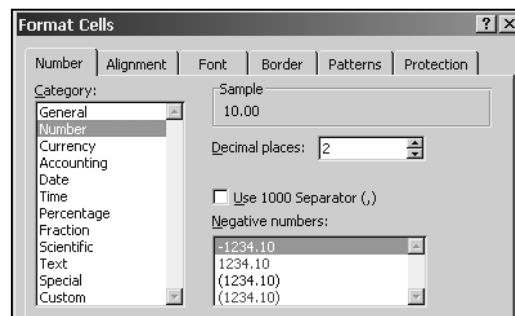 Format Cells
Number Alignment Font Border Patterns Protection
Category:
General
Number
Currency
Accounting
Date
Time
Percentage
Fraction
Scientific
Text
Special
Custom
Sample
10.00
Decimal places: 2
Use 1000 Separator (,)
Negative numbers:
-1234.10
1234.10
(1234.10)
(1234.10)